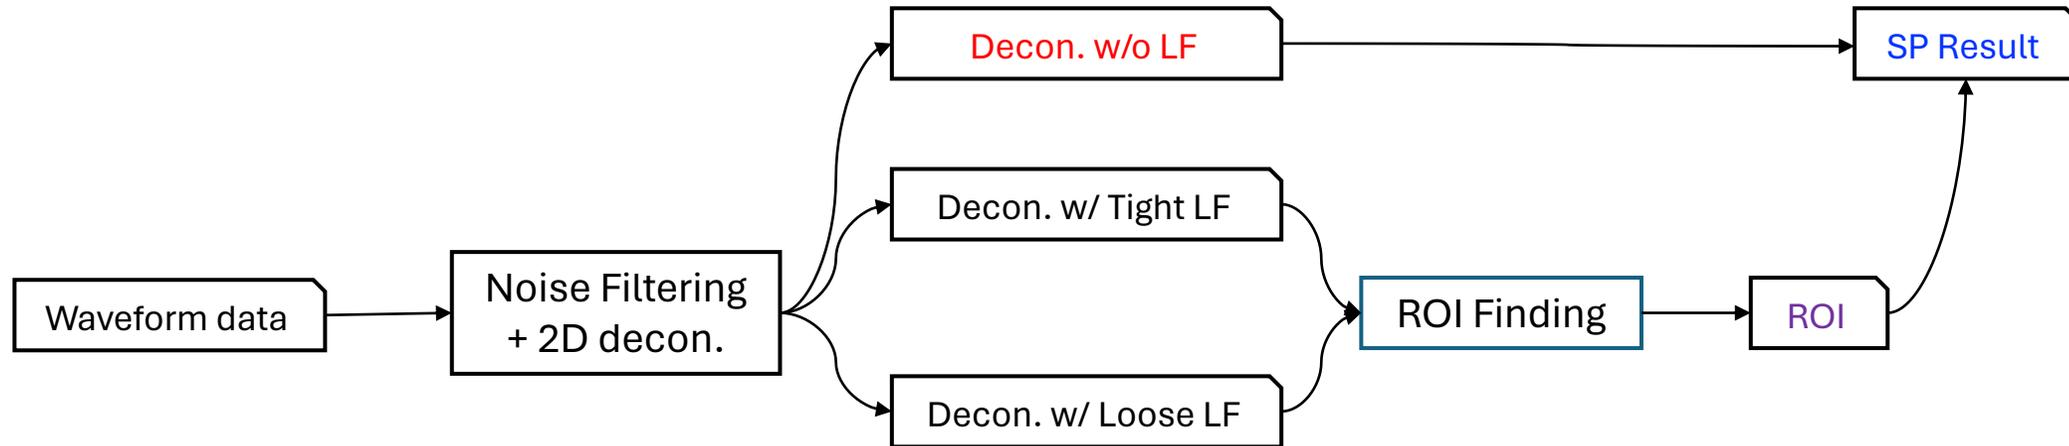 Decon. w/o LF
SP Result
Decon. w/ Tight LF
Waveform data
Noise Filtering
+ 2D decon.
ROI Finding
ROI
Decon. w/ Loose LF